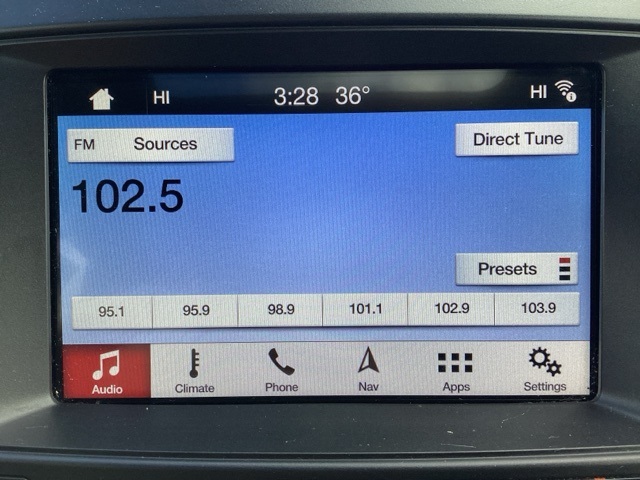 HI 3:28 36° HI
FM Sources
Direct Tune
102.5
Presets
95.1 95.9 98.9 101.1 102.9 103.9
Audio Climate Phone Nav Apps Settings